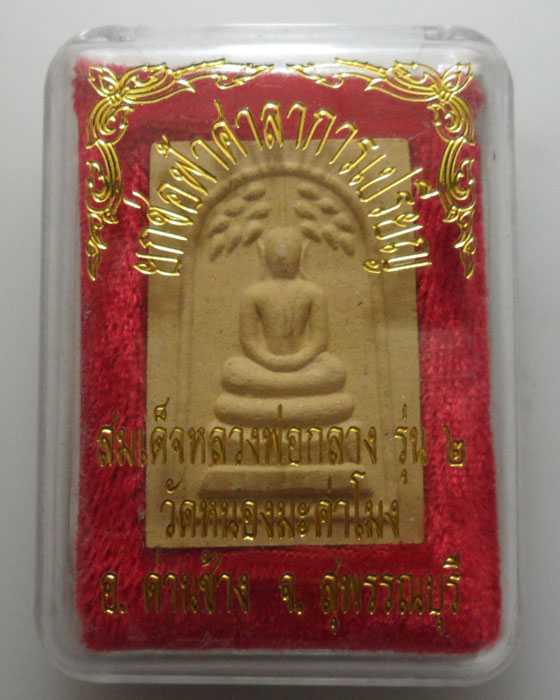 ยกช่อฟ้าศาลาการเปรียญ
สมเด็จหลวงพ่อกลาง รุ่น ๒
วัดหนองมะค่าโมง
อ. ด่านช้าง จ. สุพรรณบุรี